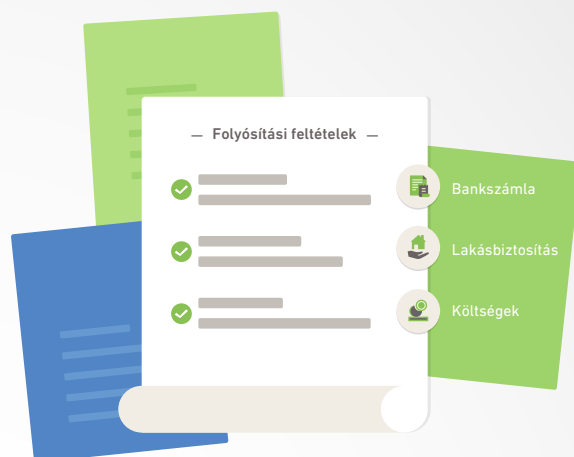 — Folyósítási feltételek —
Bankszámla
Lakásbiztosítás
Költségek